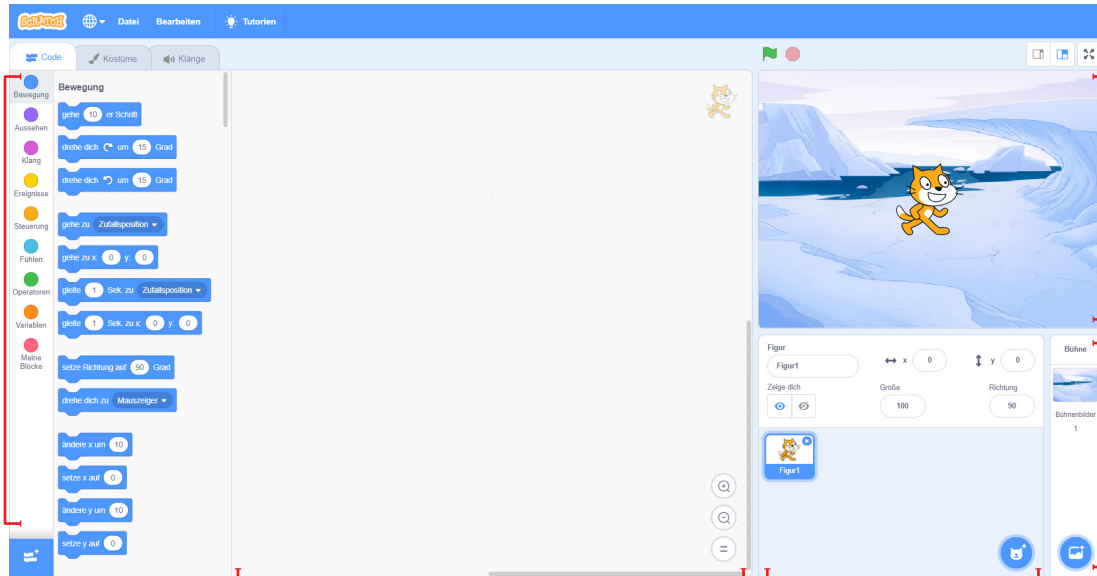 SCRATCH
Datei
Bearbeiten
Tutorien
Code
Kostüme
Klänge
Bewegung
Aussehen
Klang
Ereignisse
Steuerung
Fühlen
Operatoren
Variablen
Meine
Blöcke
Bewegung
gehe 10 er Schritt
drehe dich um 15 Grad
drehe dich um 15 Grad
gehe zu Zufallsposition
gehe zu x: 0 y: 0
gleite 1 Sek. zu Zufallsposition
gleite 1 Sek. zu x: 0 y: 0
setze Richtung auf 90 Grad
drehe dich zu Mauszeiger
ändere x um 10
setze x auf 0
ändere y um 10
setze y auf 0
Figur
Figur1
x 0
y 0
Zeige dich
Größe
100
Richtung
90
Figur1
Bühne
Bühnenbilder
1